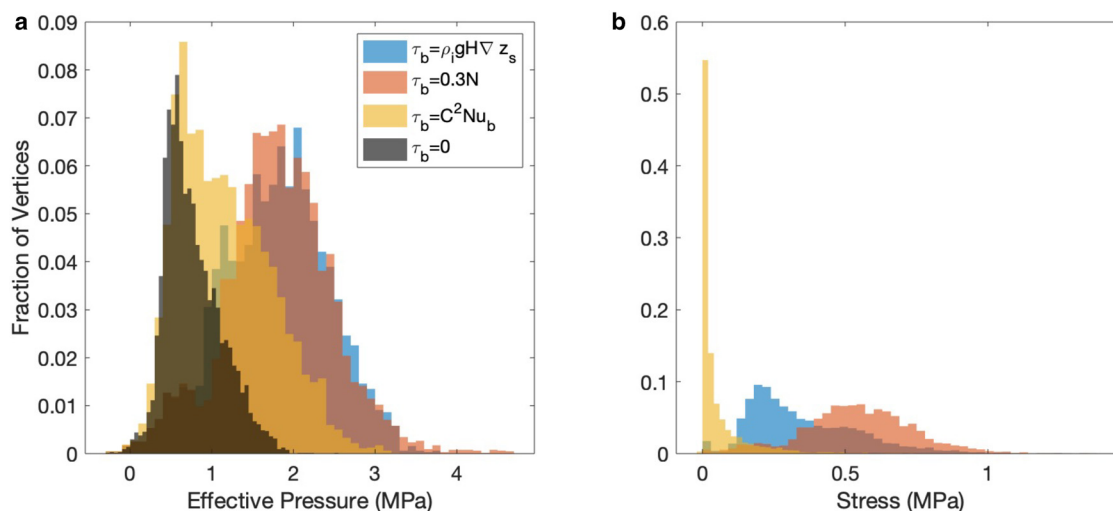 a
0.09
0.08
0.07
0.06
0.05
0.04
0.03
0.02
0.01
0
Fraction of Vertices
τb=ρigH∇ zs
τb=0.3N
τb=C²Nub
τb=0
0 1 2 3 4
Effective Pressure (MPa)
b
0.6
0.5
0.4
0.3
0.2
0.1
0
0 0.5 1
Stress (MPa)